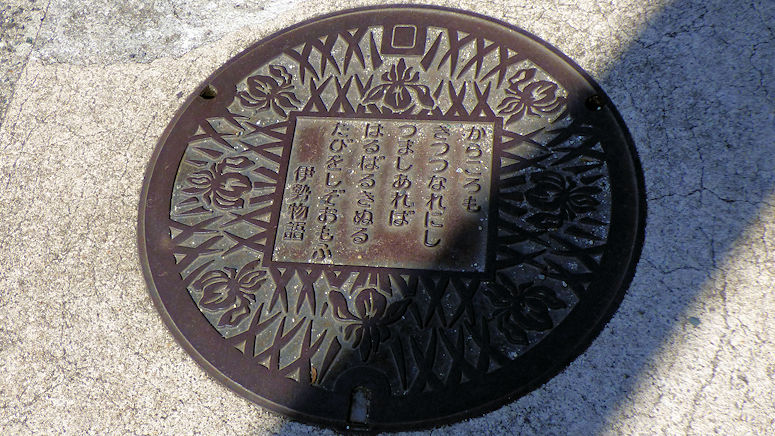 からころも
きつつなれにし
つましあれば
はるばるきぬる
たびをしぞおもふ
伊勢物語